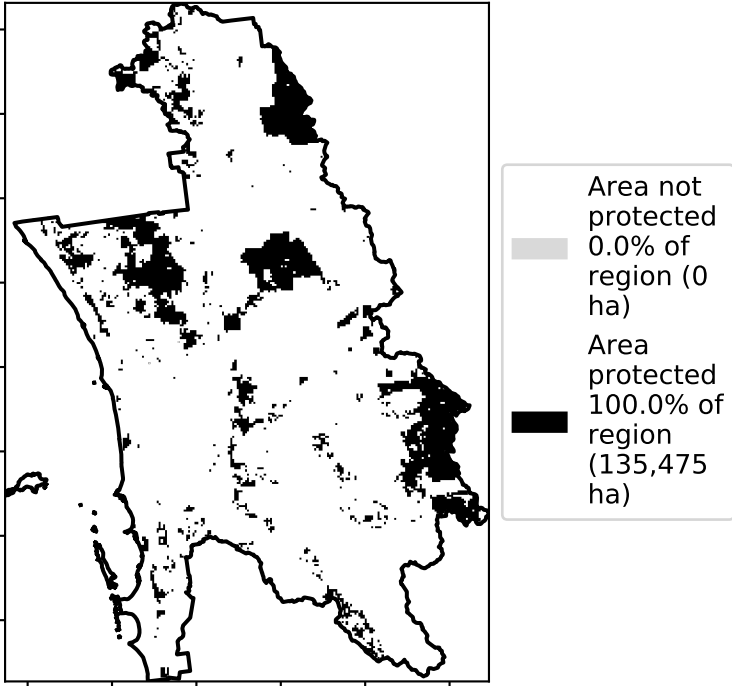 Area not
protected
0.0% of
region (0
ha)
Area
protected
100.0% of
region
(135,475
ha)